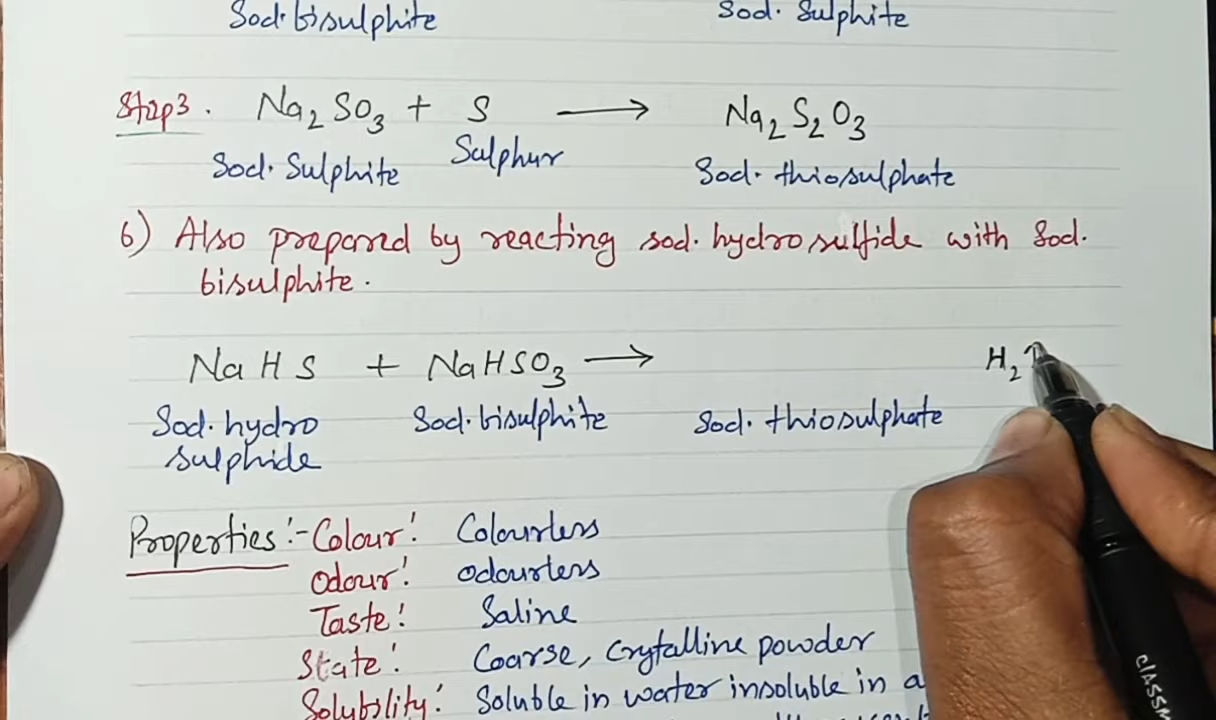 Sod. bisulphite Sod. Sulphite
Step3. Na₂SO₃ + S ⟶ Na₂S₂O₃
Sod. Sulphite Sulphur Sod. thiosulphate
6) Also prepared by reacting sod. hydrosulfide with Sod.
bisulphite.
NaHS + NaHSO₃ ⟶ H₂
Sod. hydro Sod. bisulphite Sod. thiosulphate
sulphide
Properties:- Colour: Colourless
Odour: Odourless
Taste: Saline
State: Coarse, Crytalline powder
Solubility: Soluble in water insoluble in a
CLASSM